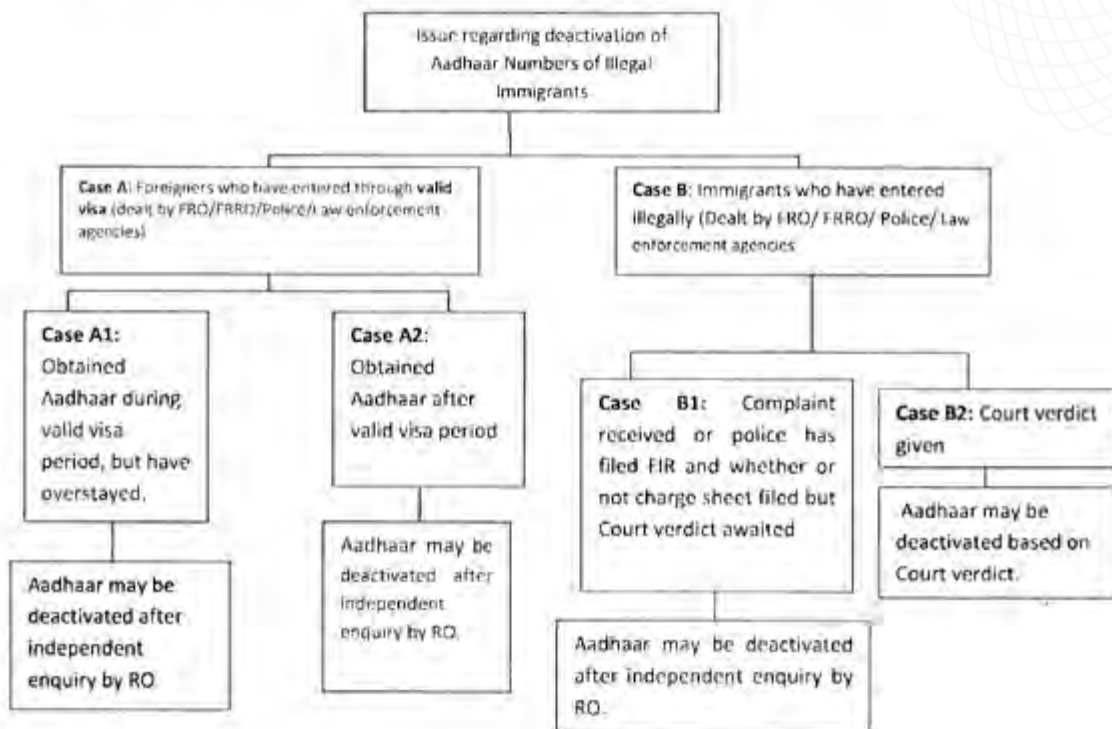 Issue regarding deactivation of
Aadhaar Numbers of Illegal
Immigrants
Case A: Foreigners who have entered through valid
visa (dealt by FRO/FRRO/Police/Law enforcement
agencies)
Case B: Immigrants who have entered
illegally (Dealt by FRO/ FRRO/ Police/ Law
enforcement agencies
Case A1:
Obtained
Aadhaar during
valid visa
period, but have
overstayed.
Case A2:
Obtained
Aadhaar after
valid visa period
Case B1: Complaint
received or police has
filed FIR and whether or
not charge sheet filed but
Court verdict awaited
Case B2: Court verdict
given
Aadhaar may be
deactivated after
independent
enquiry by RO
Aadhaar may be
deactivated after
independent
enquiry by RO.
Aadhaar may be deactivated
after independent enquiry by
RO.
Aadhaar may be
deactivated based on
Court verdict.